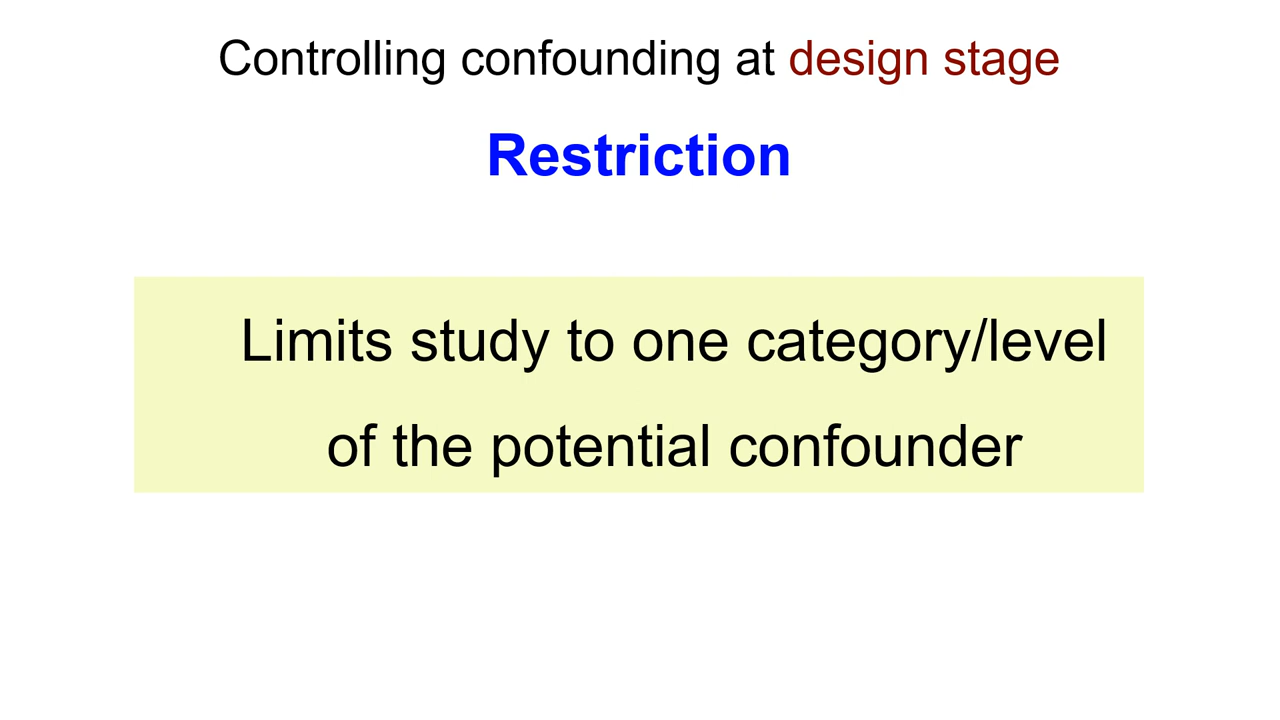 Controlling confounding at design stage
Restriction
Limits study to one category/level
of the potential confounder